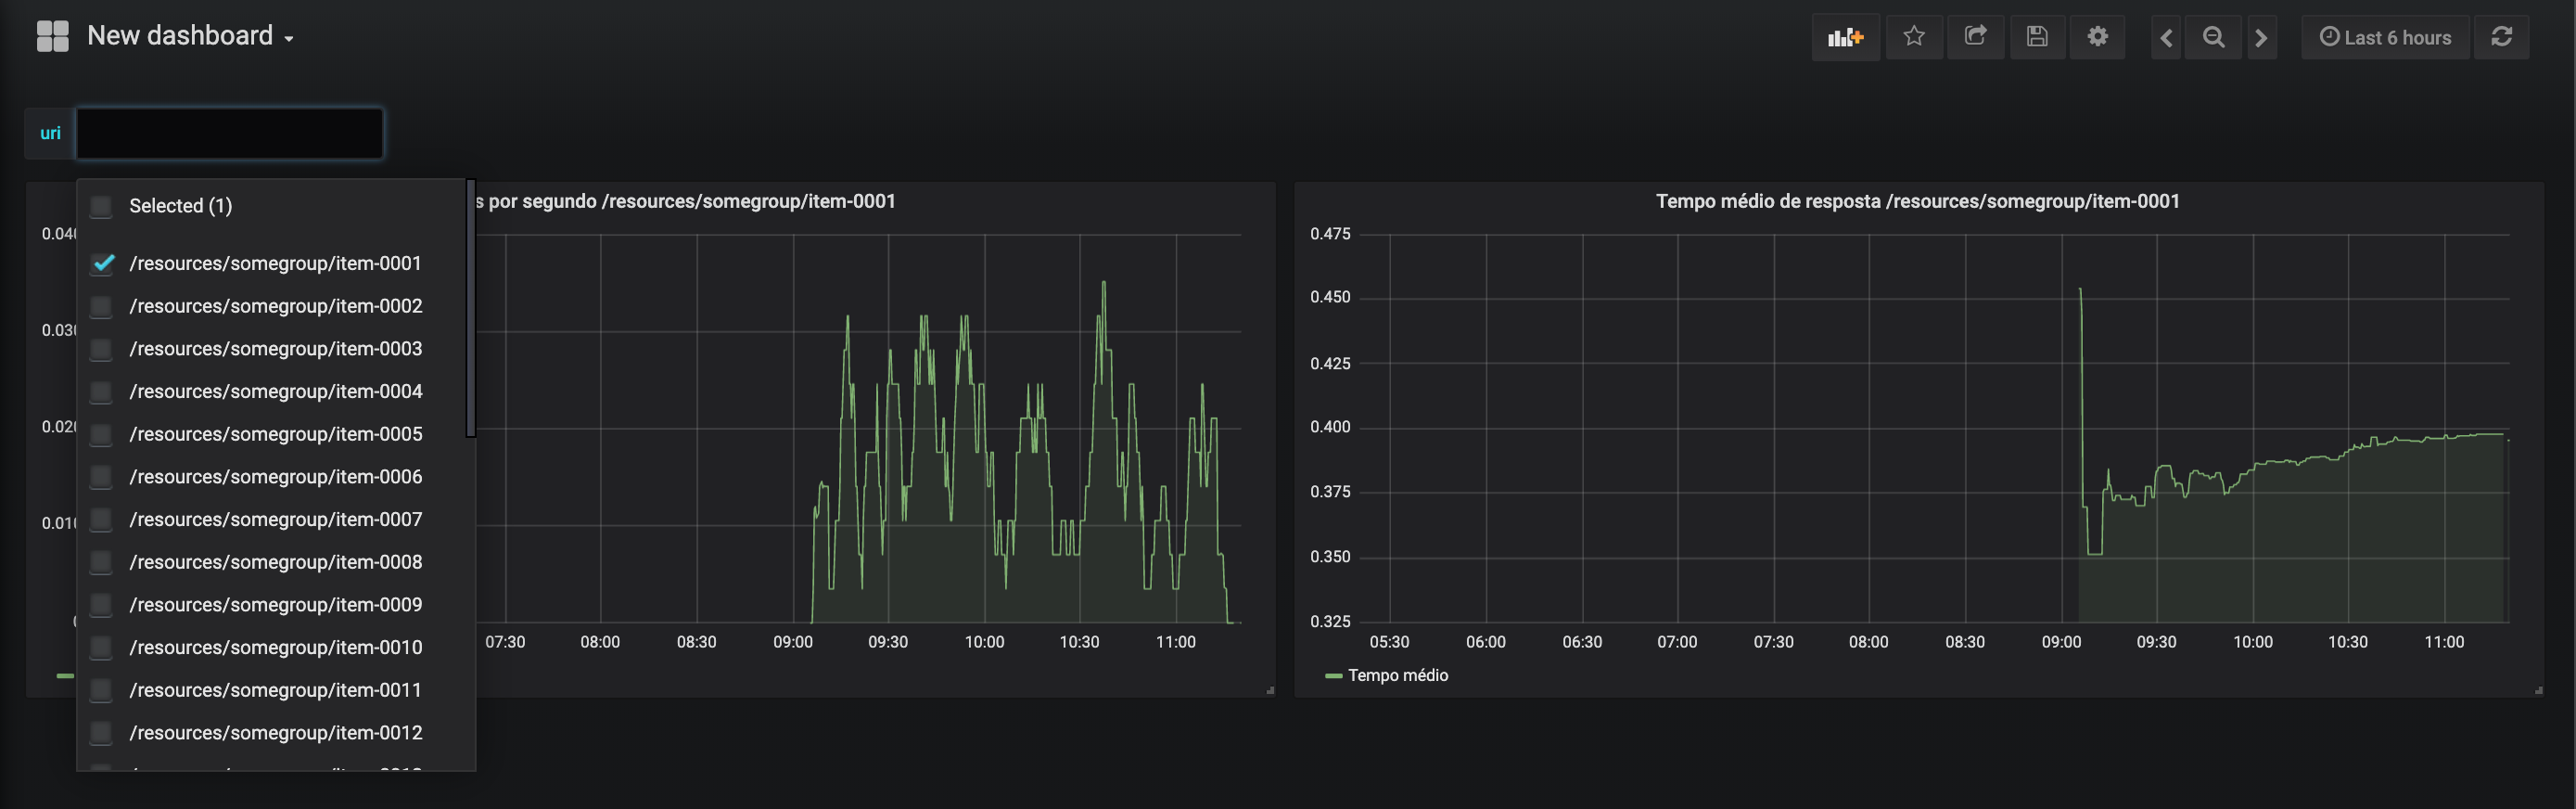 New dashboard
Last 6 hours
uri
Selected (1)
/resources/somegroup/item-0001
/resources/somegroup/item-0002
/resources/somegroup/item-0003
/resources/somegroup/item-0004
/resources/somegroup/item-0005
/resources/somegroup/item-0006
/resources/somegroup/item-0007
/resources/somegroup/item-0008
/resources/somegroup/item-0009
/resources/somegroup/item-0010
/resources/somegroup/item-0011
/resources/somegroup/item-0012
s por segundo /resources/somegroup/item-0001
0.04
0.03
0.02
0.01
07:30 08:00 08:30 09:00 09:30 10:00 10:30 11:00
Tempo médio de resposta /resources/somegroup/item-0001
0.475
0.450
0.425
0.400
0.375
0.350
0.325
05:30 06:00 06:30 07:00 07:30 08:00 08:30 09:00 09:30 10:00 10:30 11:00
Tempo médio